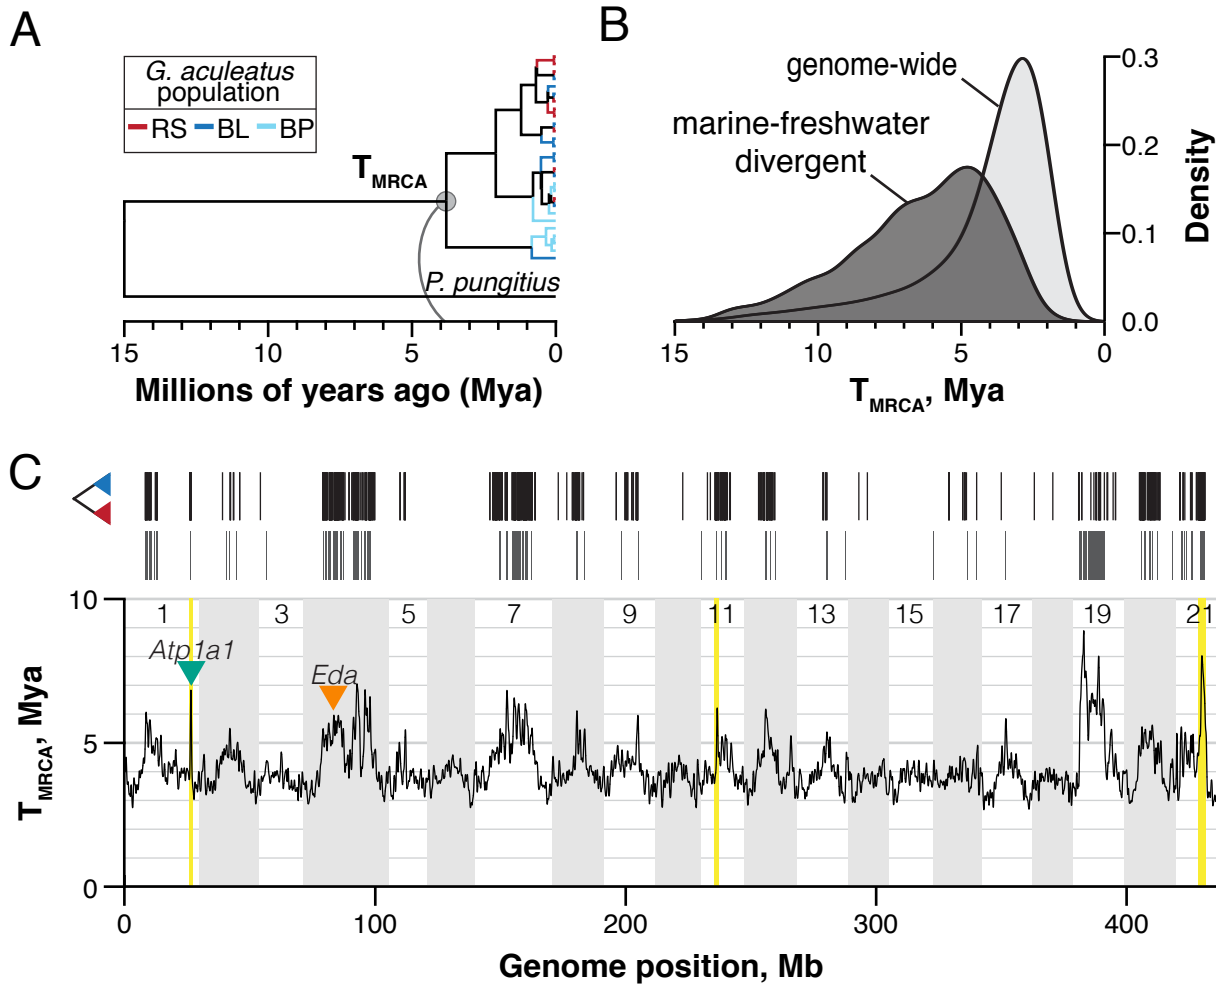 A
G. aculeatus
population
RS BL BP
TMRCA
P. pungitius
15 10 5 0
Millions of years ago (Mya)
B
genome-wide
marine-freshwater
divergent
0.3
0.2
0.1
0.0
Density
15 10 5 0
TMRCA, Mya
C
10
5
0
TMRCA, Mya
1 3 5 7 9 11 13 15 17 19 21
Atp1a1
Eda
0 100 200 300 400
Genome position, Mb